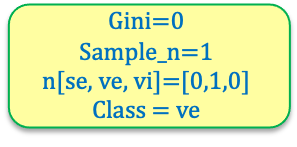 Gini=0
Sample_n=1
n[se, ve, vi]=[0,1,0]
Class = ve